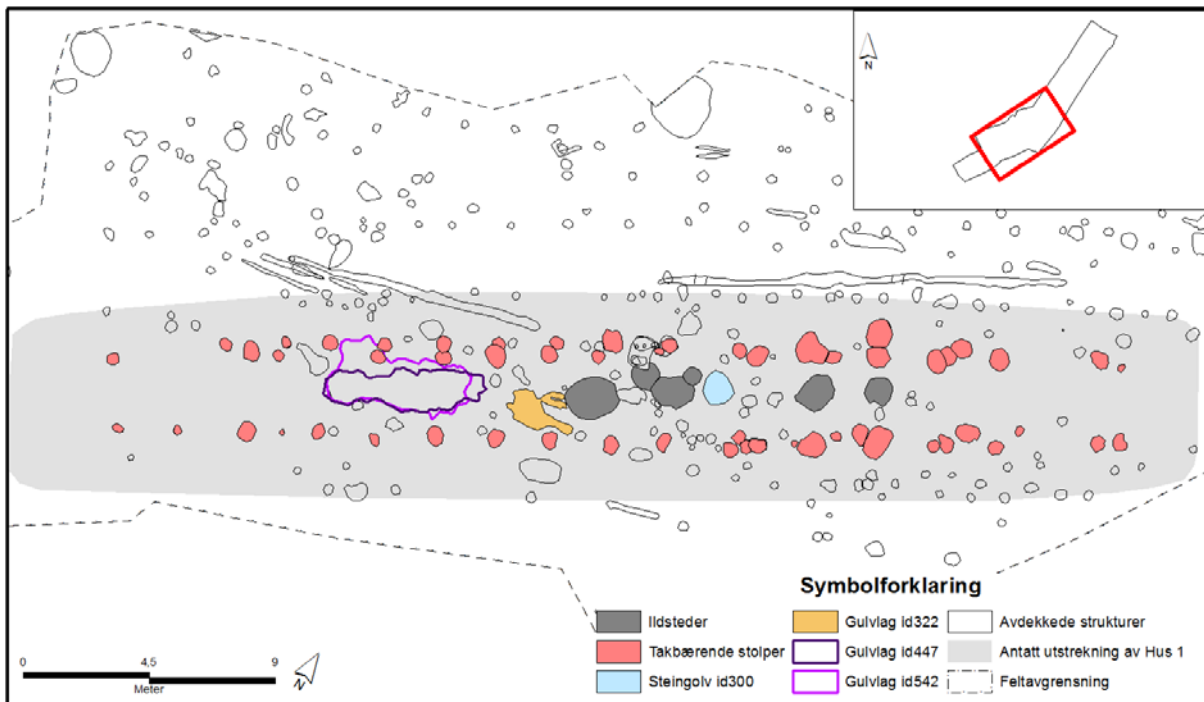 N
Symbolforklaring
Ildsteder
Gulvlag id322
Avdekkede strukturer
Takbærende stolper
Gulvlag id447
Antatt utstrekning av Hus 1
Steingolv id300
Gulvlag id542
Feltavgrensning
0
4,5
9
Meter
N